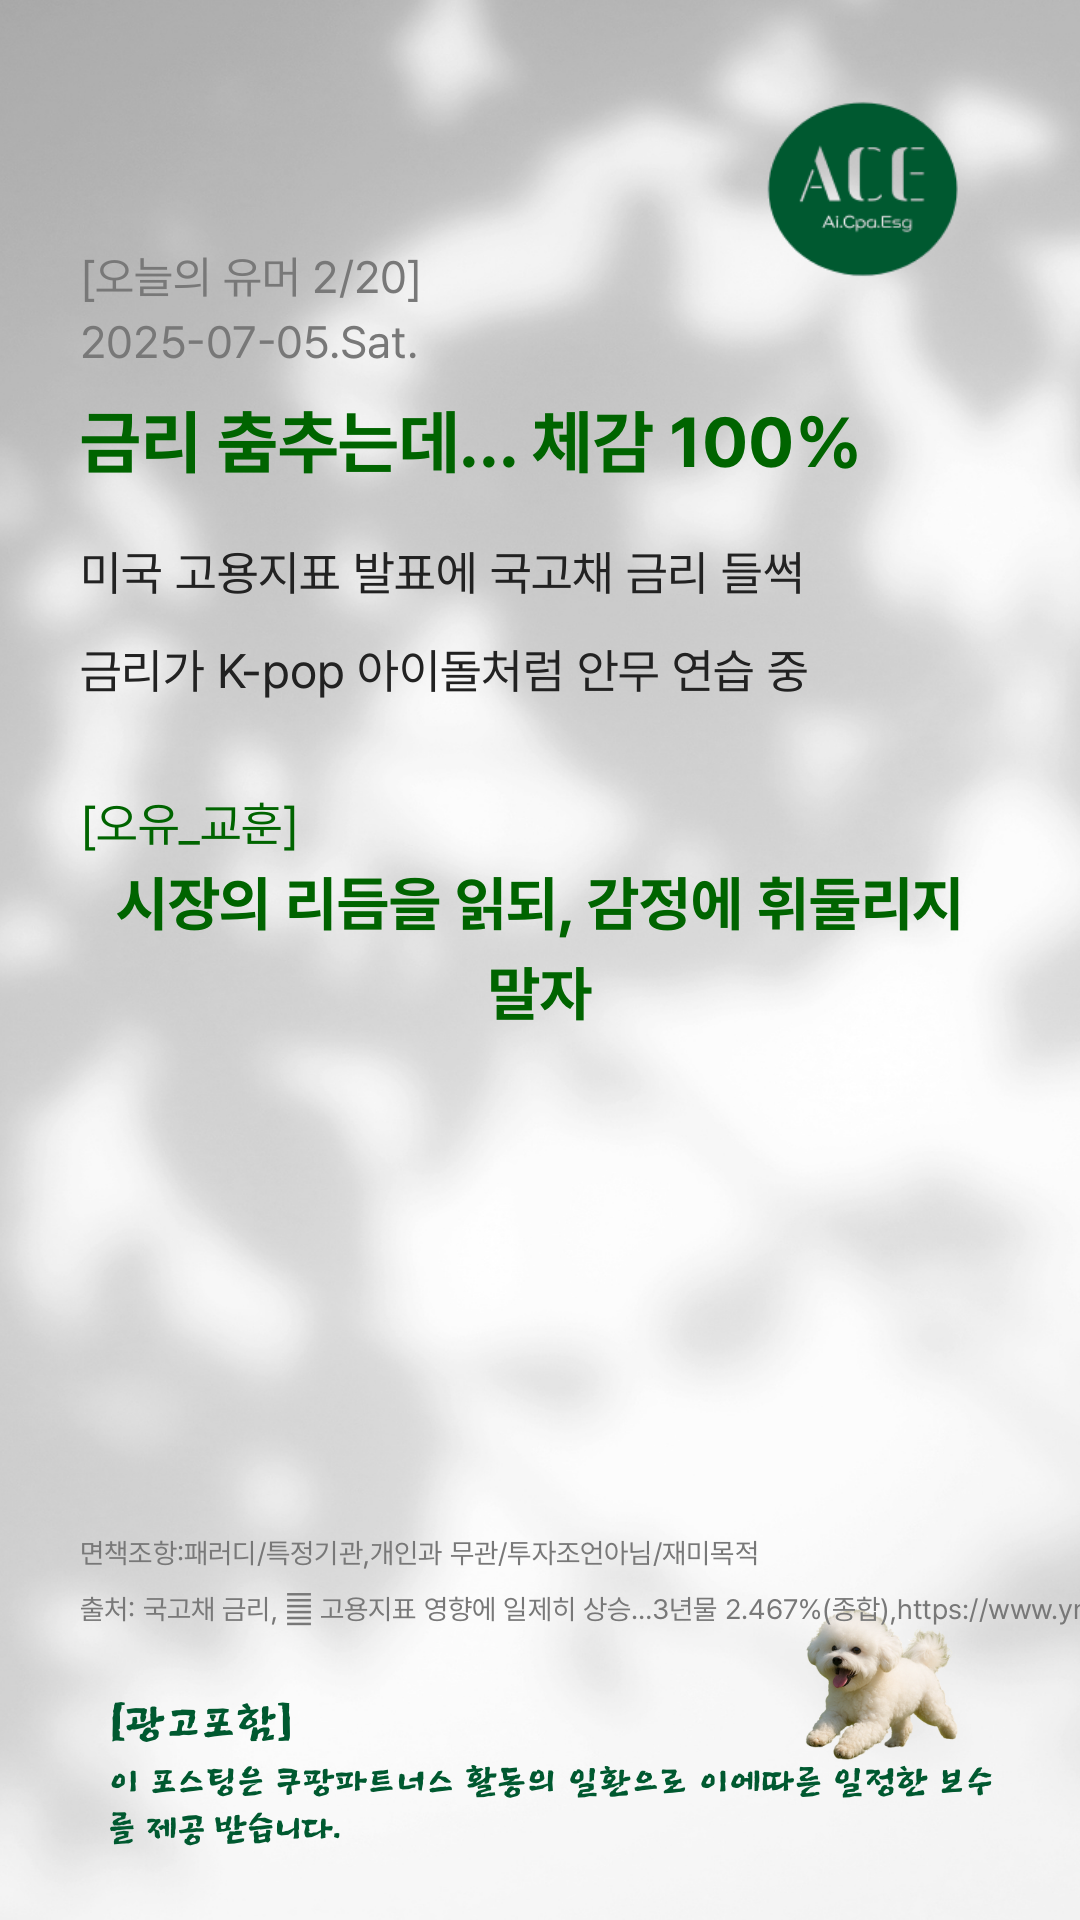 ACE
Ai.Cpa.Esg
[오늘의 유머 2/20]
2025-07-05.Sat.
금리 춤추는데... 체감 100%
미국 고용지표 발표에 국고채 금리 들썩
금리가 K-pop 아이돌처럼 안무 연습 중
[오유_교훈]
시장의 리듬을 읽되, 감정에 휘둘리지
말자
면책조항:패러디/특정기관,개인과 무관/투자조언아님/재미목적
출처: 국고채 금리, 고용지표 영향에 일제히 상승...3년물 2.467%(종합),https://www.yn
[광고포함]
이 포스팅은 쿠팡파트너스 활동의 일환으로 이에따른 일정한 보수
를 제공 받습니다.